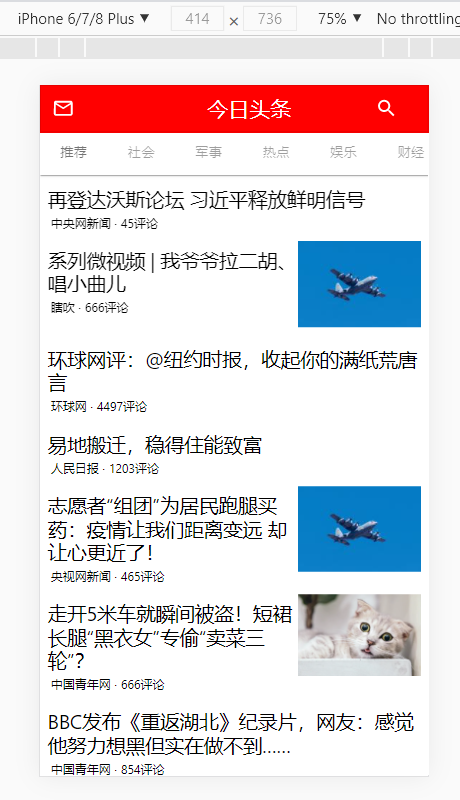 iPhone 6/7/8 Plus ▼ 414 × 736 75% ▼ No throttling
今日头条
推荐 社会 军事 热点 娱乐 财经
再登达沃斯论坛 习近平释放鲜明信号
中央网新闻 · 45评论
系列微视频 | 我爷爷拉二胡、
唱小曲儿
瞎吹 · 666评论
环球网评：@纽约时报，收起你的满纸荒唐
言
环球网 · 4497评论
易地搬迁，稳得住能致富
人民日报 · 1203评论
志愿者“组团”为居民跑腿买
药：疫情让我们距离变远 却
让心更近了！
央视网新闻 · 465评论
走开5米车就瞬间被盗！短裙
长腿“黑衣女”专偷“卖菜三
轮”？
中国青年网 · 666评论
BBC发布《重返湖北》纪录片，网友：感觉
他努力想黑但实在做不到……
中国青年网 · 854评论